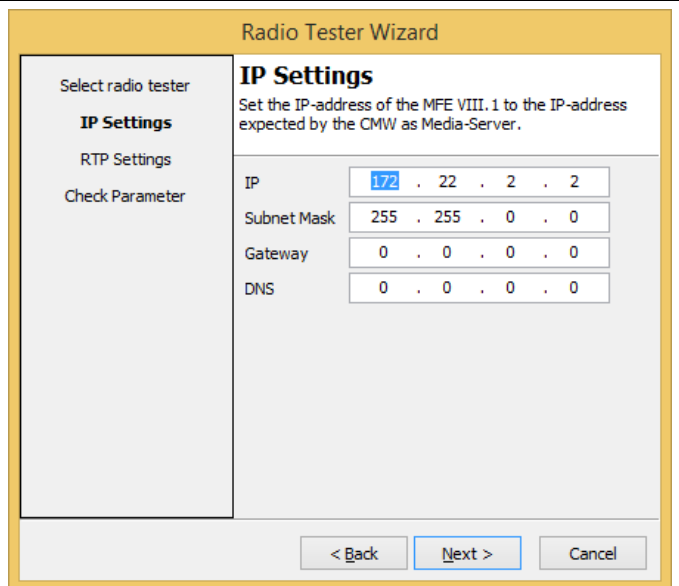 Radio Tester Wizard
Select radio tester
IP Settings
RTP Settings
Check Parameter
IP Settings
Set the IP-address of the MFE VIII.1 to the IP-address
expected by the CMW as Media-Server.
IP 172 . 22 . 2 . 2
Subnet Mask 255 . 255 . 0 . 0
Gateway 0 . 0 . 0 . 0
DNS 0 . 0 . 0 . 0
< Back Next > Cancel